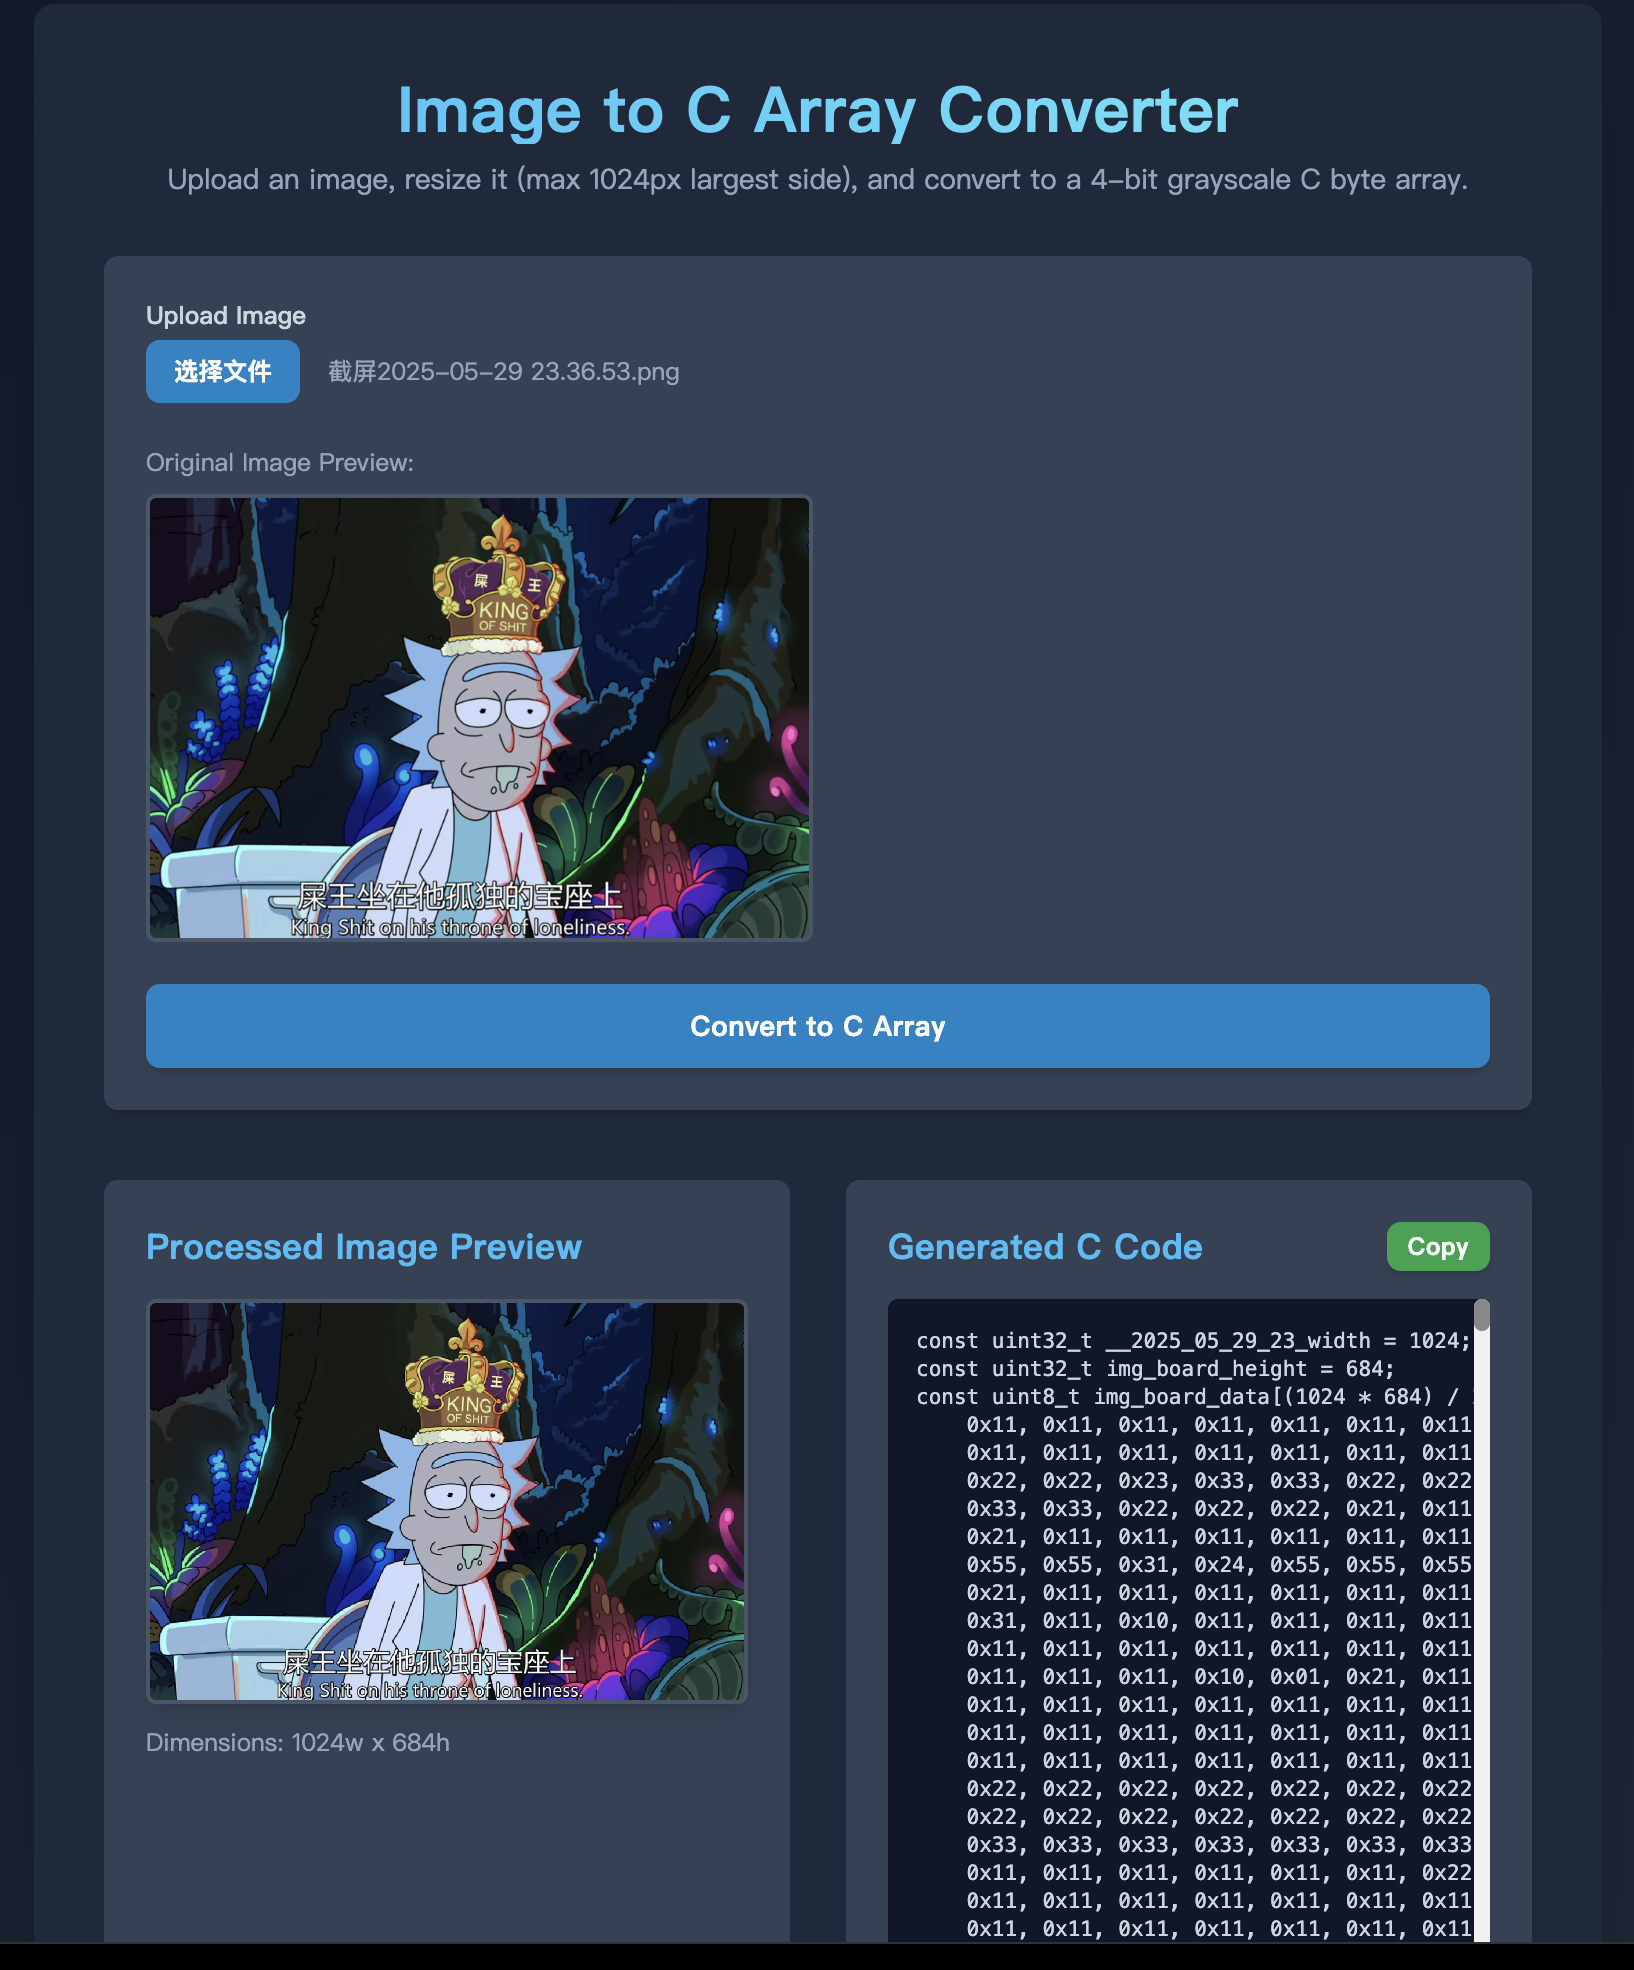 Image to C Array Converter
Upload an image, resize it (max 1024px largest side), and convert to a 4-bit grayscale C byte array.
Upload Image
选择文件 截屏2025-05-29 23.36.53.png
Original Image Preview:
屎 王
KING
OF SHIT
屎王坐在他孤独的宝座上
King Shit on his throne of loneliness.
Convert to C Array
Processed Image Preview
屎 王
KING
OF SHIT
屎王坐在他孤独的宝座上
King Shit on his throne of loneliness.
Dimensions: 1024w x 684h
Generated C Code
Copy
const uint32_t __2025_05_29_23_width = 1024;
const uint32_t img_board_height = 684;
const uint8_t img_board_data[(1024 * 684) /
0x11, 0x11, 0x11, 0x11, 0x11, 0x11, 0x11
0x11, 0x11, 0x11, 0x11, 0x11, 0x11, 0x11
0x22, 0x22, 0x23, 0x33, 0x33, 0x22, 0x22
0x33, 0x33, 0x22, 0x22, 0x22, 0x21, 0x11
0x21, 0x11, 0x11, 0x11, 0x11, 0x11, 0x11
0x55, 0x55, 0x31, 0x24, 0x55, 0x55, 0x55
0x21, 0x11, 0x11, 0x11, 0x11, 0x11, 0x11
0x31, 0x11, 0x10, 0x11, 0x11, 0x11, 0x11
0x11, 0x11, 0x11, 0x11, 0x11, 0x11, 0x11
0x11, 0x11, 0x11, 0x10, 0x01, 0x21, 0x11
0x11, 0x11, 0x11, 0x11, 0x11, 0x11, 0x11
0x11, 0x11, 0x11, 0x11, 0x11, 0x11, 0x11
0x11, 0x11, 0x11, 0x11, 0x11, 0x11, 0x11
0x22, 0x22, 0x22, 0x22, 0x22, 0x22, 0x22
0x22, 0x22, 0x22, 0x22, 0x22, 0x22, 0x22
0x33, 0x33, 0x33, 0x33, 0x33, 0x33, 0x33
0x11, 0x11, 0x11, 0x11, 0x11, 0x11, 0x22
0x11, 0x11, 0x11, 0x11, 0x11, 0x11, 0x11
0x11, 0x11, 0x11, 0x11, 0x11, 0x11, 0x11